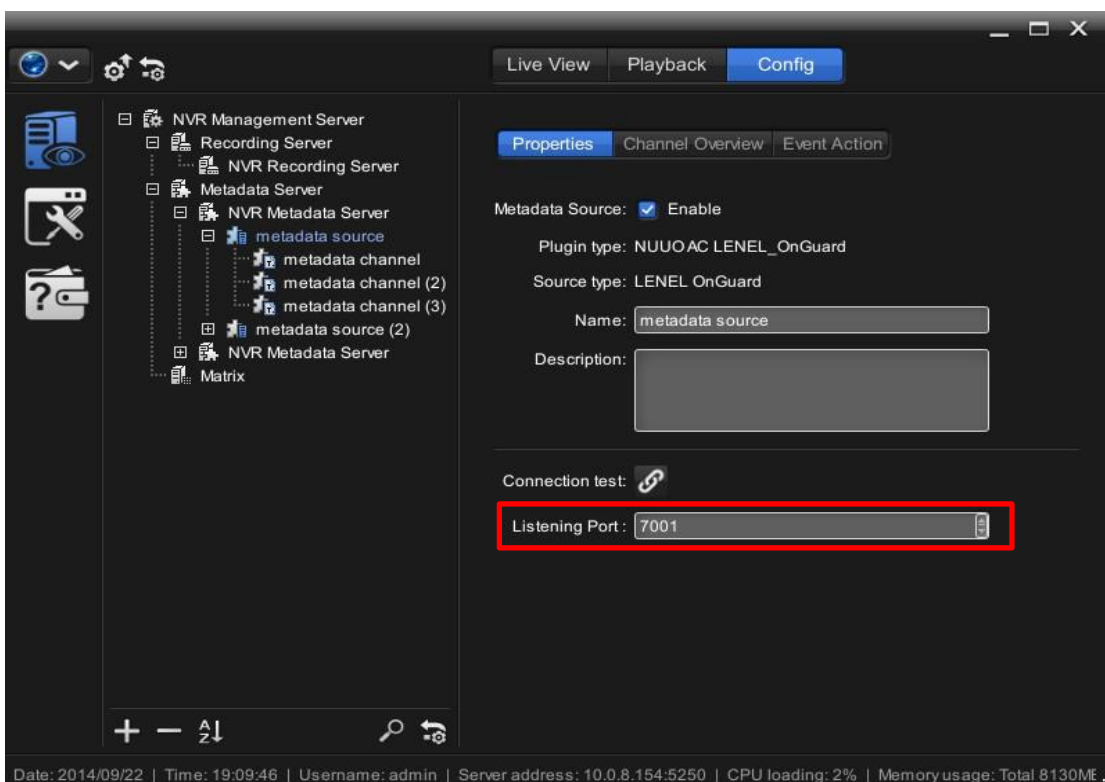 Live View Playback Config
NVR Management Server
Recording Server
NVR Recording Server
Metadata Server
NVR Metadata Server
metadata source
metadata channel
metadata channel (2)
metadata channel (3)
metadata source (2)
NVR Metadata Server
Matrix
Properties Channel Overview Event Action
Metadata Source: Enable
Plugin type: NUUO AC LENEL_OnGuard
Source type: LENEL OnGuard
Name: metadata source
Description:
Connection test:
Listening Port : 7001
Date: 2014/09/22 | Time: 19:09:46 | Username: admin | Server address: 10.0.8.154:5250 | CPU loading: 2% | Memory usage: Total 8130ME